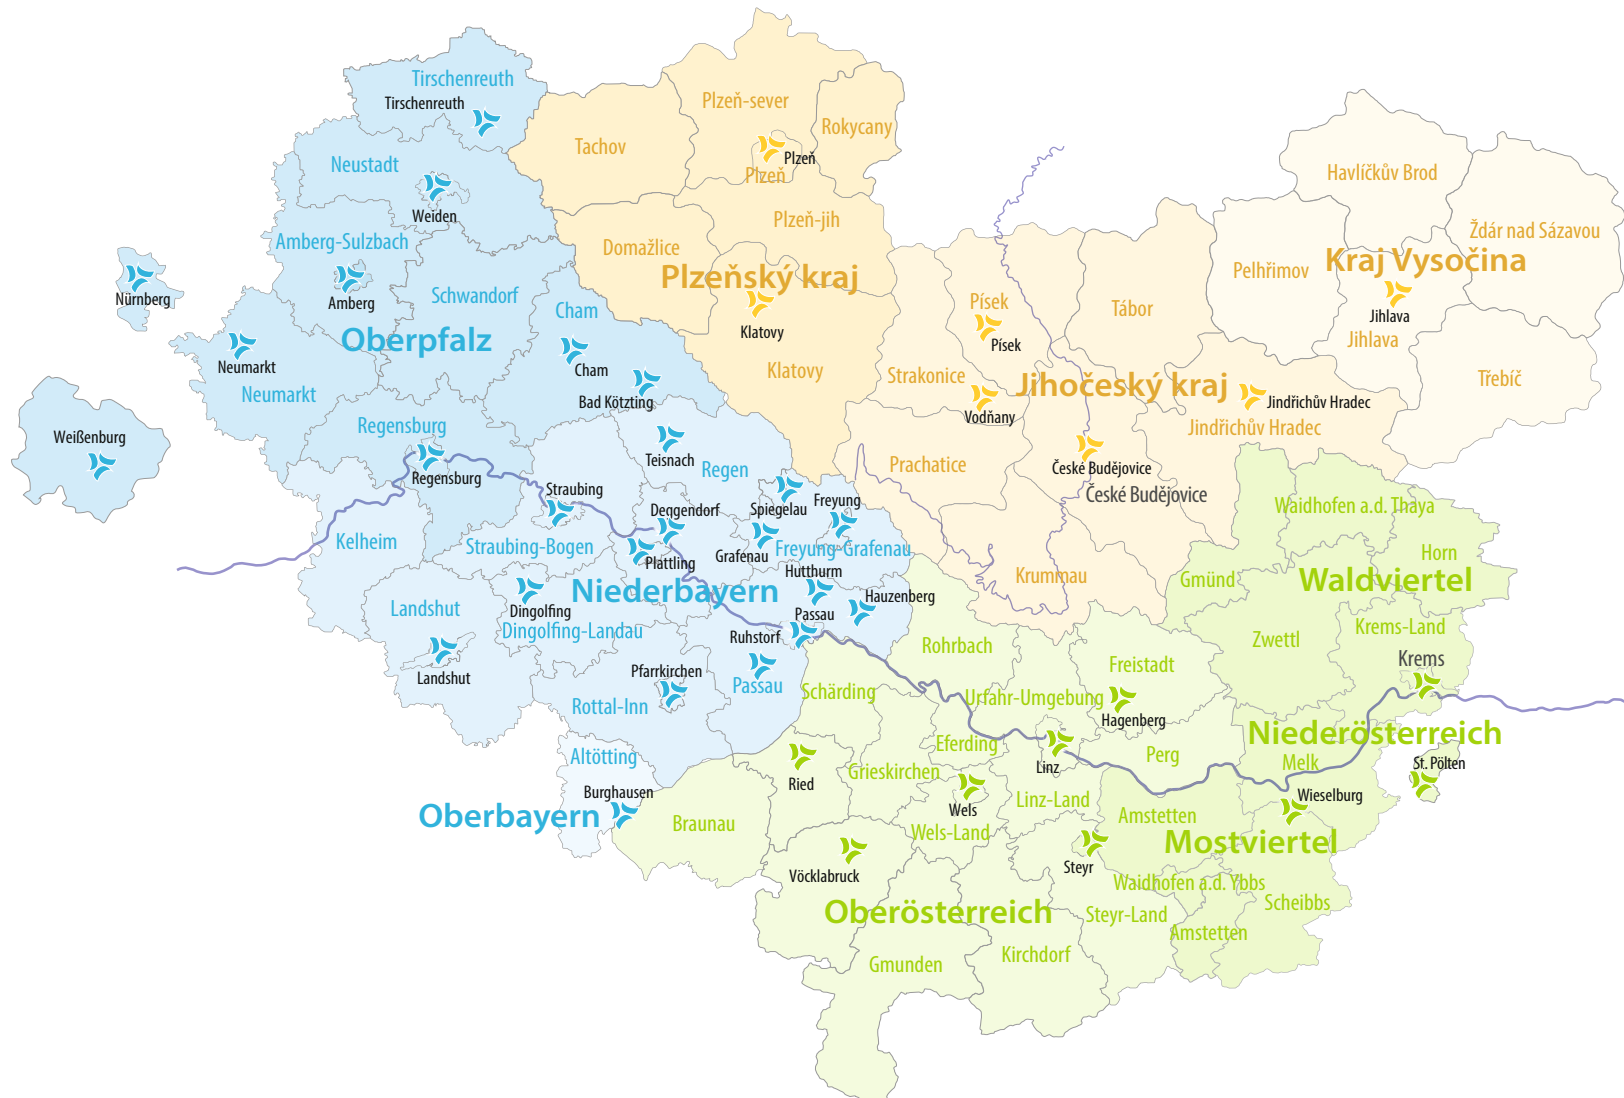 Tirschenreuth
Tirschenreuth
Neustadt
Weiden
Amberg-Sulzbach
Amberg
Nürnberg
Schwandorf
Oberpfalz
Cham
Cham
Bad Kötzting
Neumarkt
Neumarkt
Weißenburg
Regensburg
Regensburg
Teisnach
Regen
Straubing
Deggendorf
Spiegelau
Freyung
Kelheim
Straubing-Bogen
Plattling
Grafenau
Freyung-Grafenau
Hutthurm
Niederbayern
Hauzenberg
Landshut
Dingolfing
Dingolfing-Landau
Passau
Ruhstorf
Landshut
Pfarrkirchen
Passau
Rottal-Inn
Altötting
Burghausen
Oberbayern
Tachov
Plzeň-sever
Rokycany
Plzeň
Plzeň
Plzeň-jih
Domažlice
Plzeňský kraj
Klatovy
Klatovy
Písek
Písek
Tábor
Strakonice
Jihočeský kraj
Vodňany
Jindřichův Hradec
Jindřichův Hradec
Prachatice
České Budějovice
České Budějovice
Krummau
Havlíčkův Brod
Ždár nad Sázavou
Pelhřimov
Kraj Vysočina
Jihlava
Jihlava
Třebíč
Waidhofen a.d. Thaya
Horn
Gmünd
Waldviertel
Zwettl
Krems-Land
Krems
Rohrbach
Freistadt
Schärding
Urfahr-Umgebung
Hagenberg
Niederösterreich
Eferding
Linz
Perg
Melk
St. Pölten
Ried
Grieskirchen
Wels
Linz-Land
Wieselburg
Amstetten
Braunau
Wels-Land
Mostviertel
Steyr
Vöcklabruck
Waidhofen a.d. Ybbs
Scheibbs
Oberösterreich
Steyr-Land
Amstetten
Gmunden
Kirchdorf